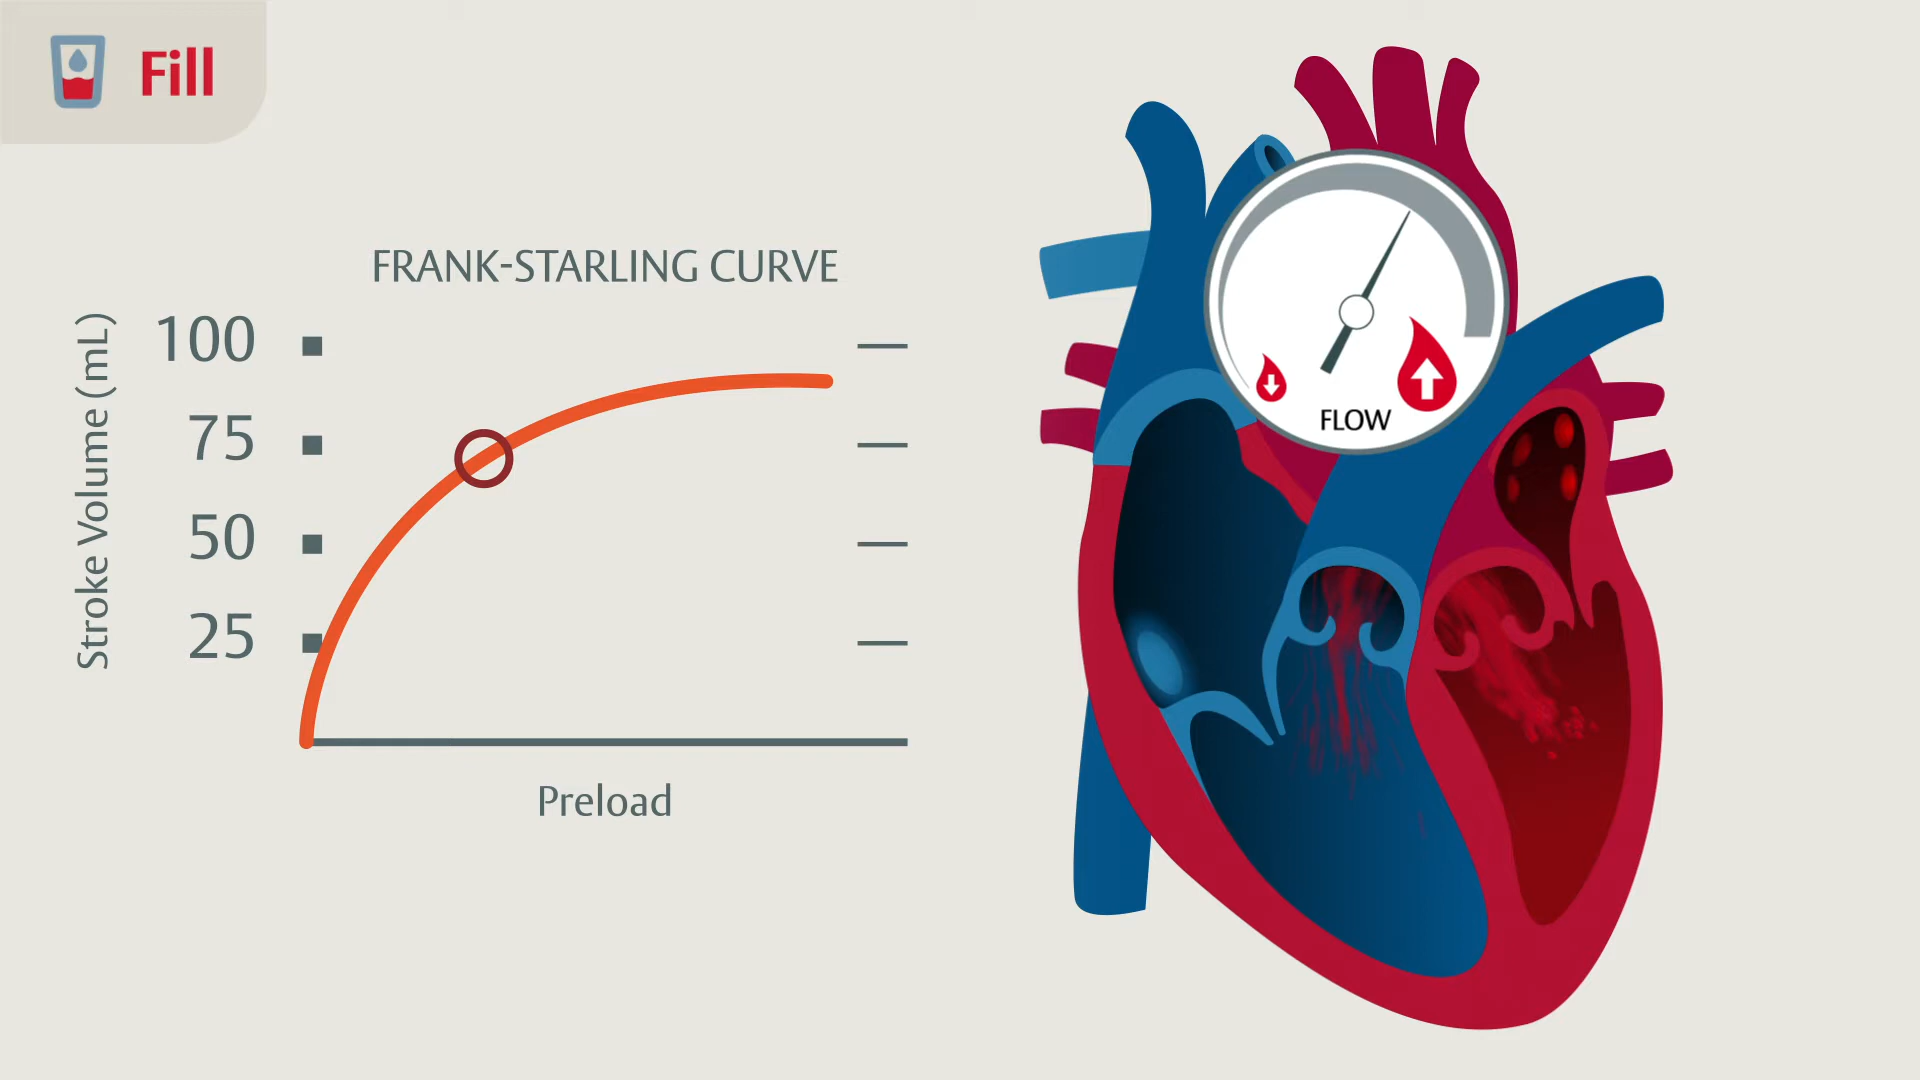 Fill
FRANK-STARLING CURVE
Stroke Volume (mL)
100
75
50
25
Preload
FLOW